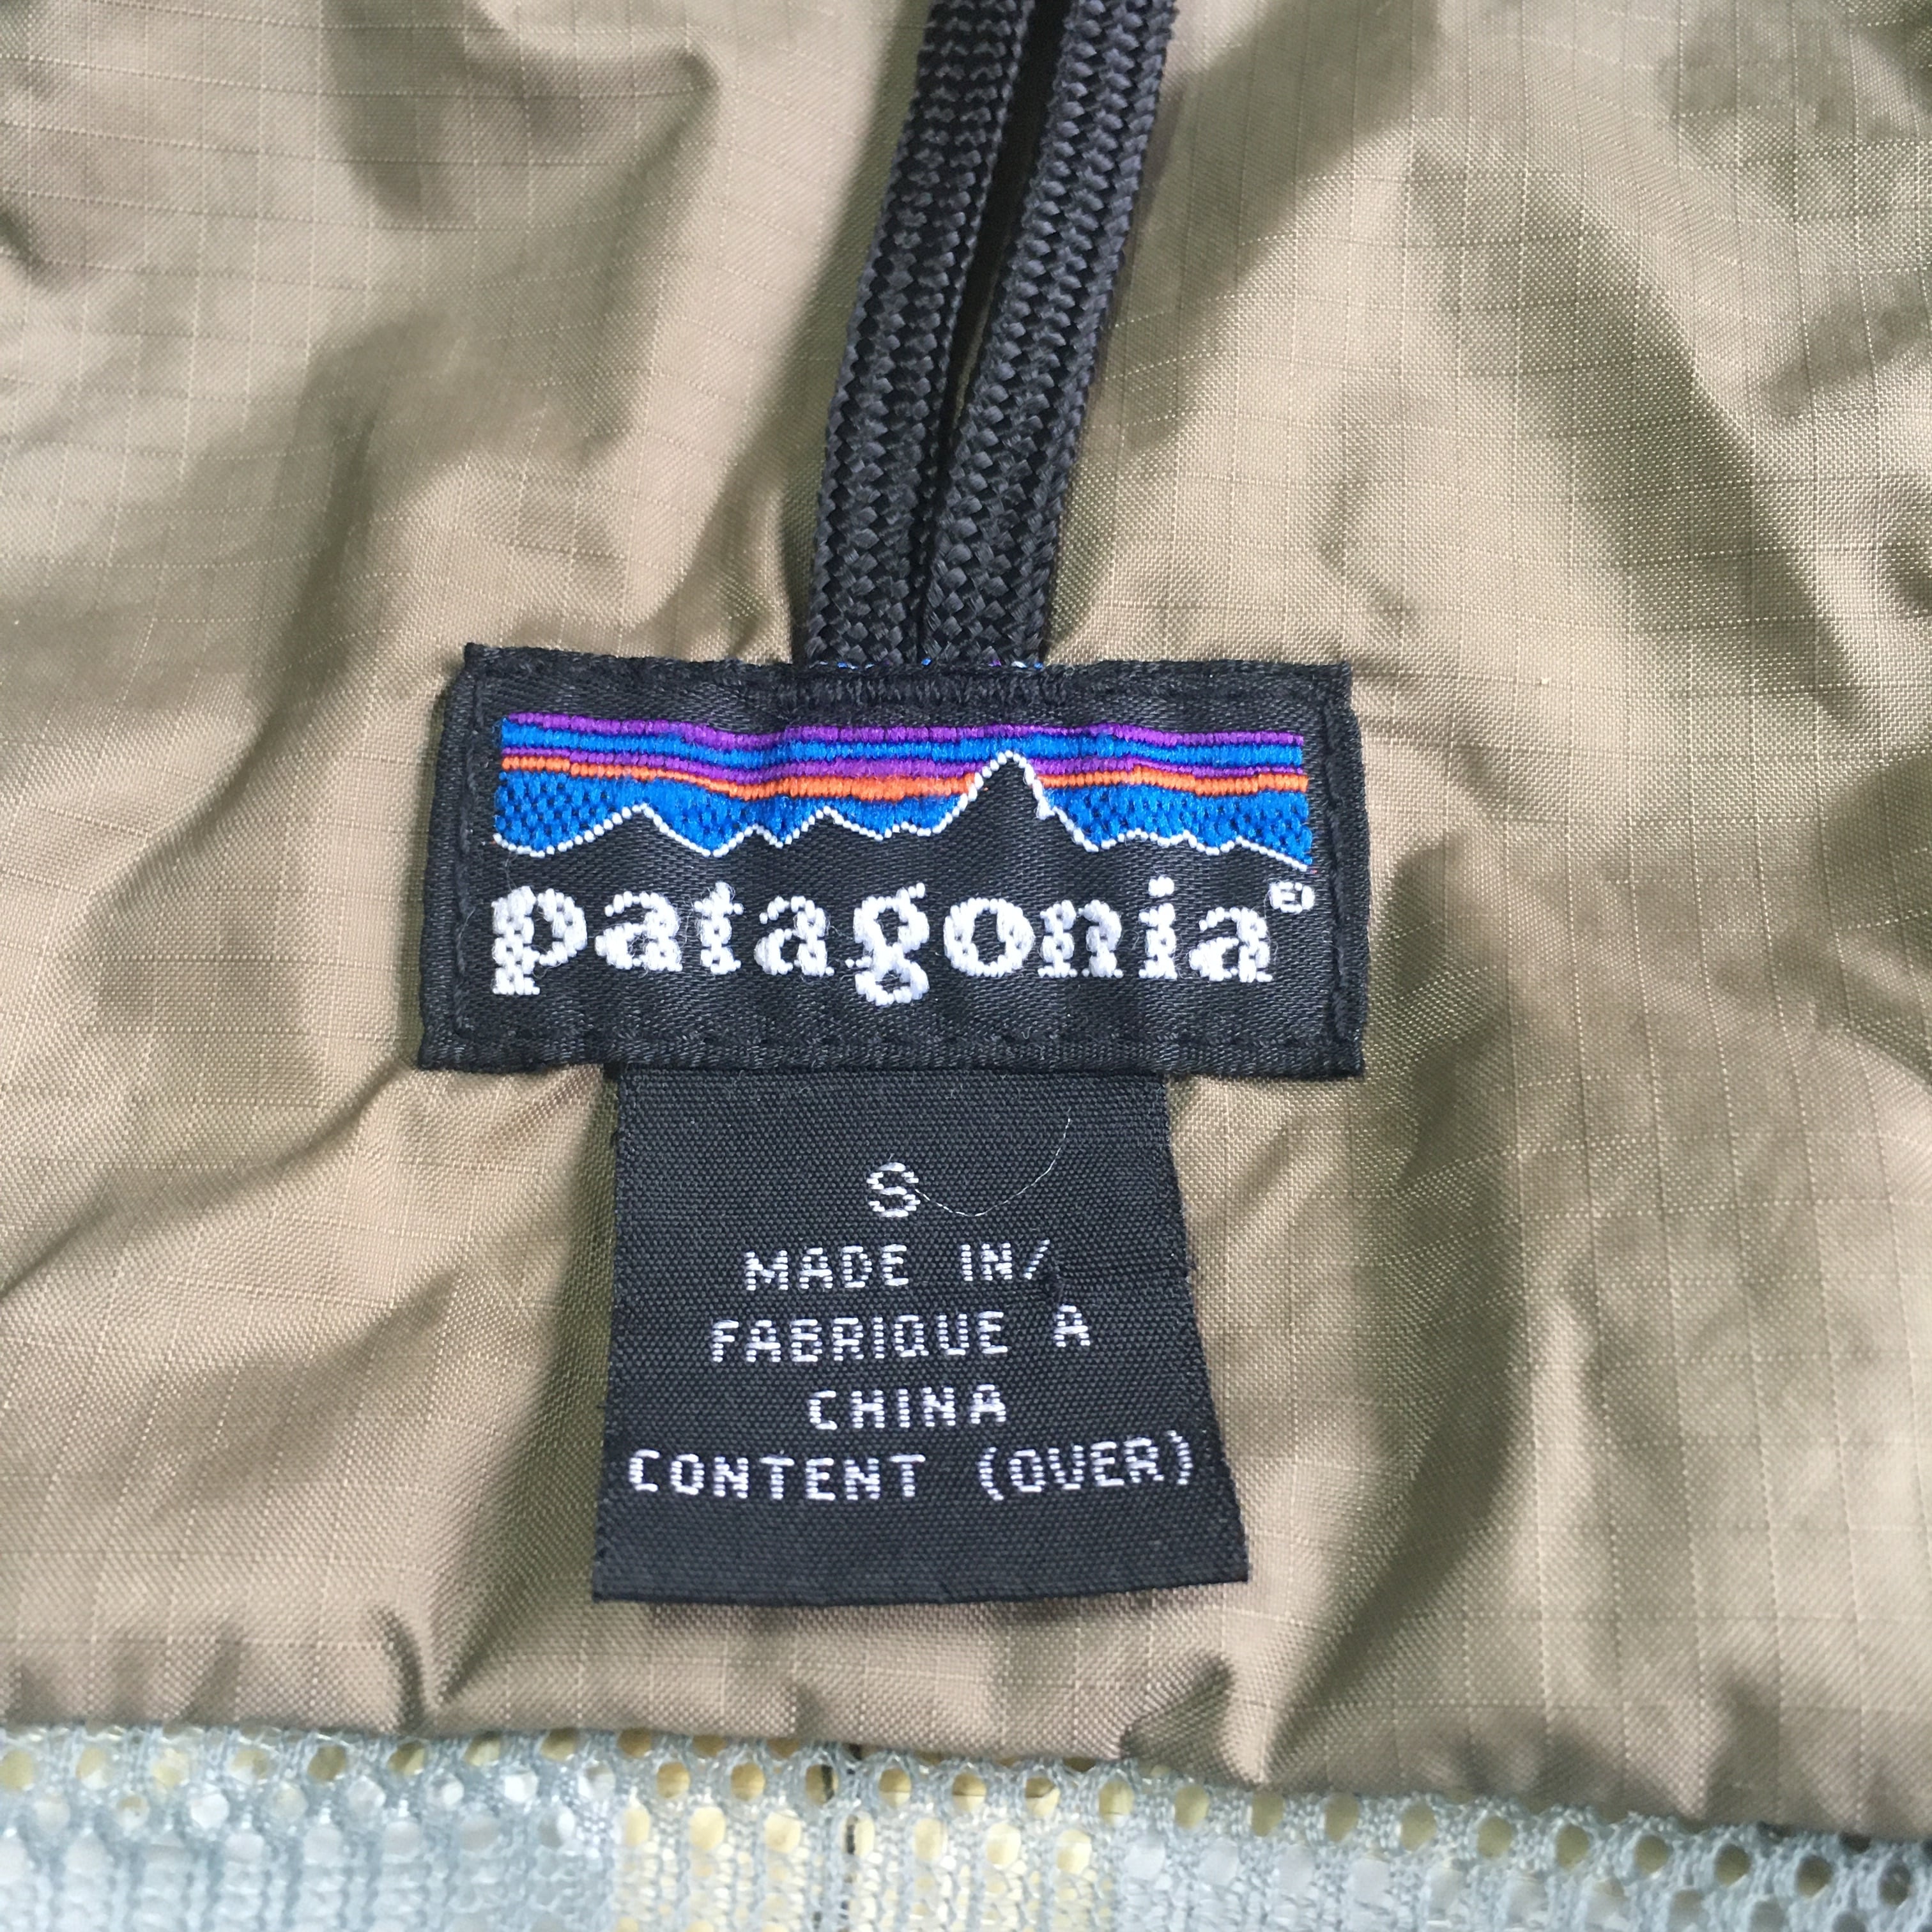 patagonia®
S
MADE IN/
FABRIQUE A
CHINA
CONTENT (OVER)